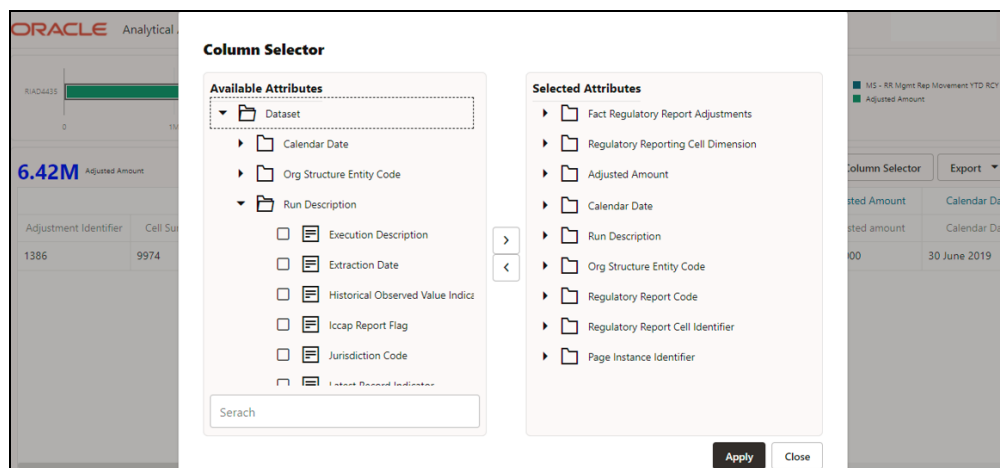 ORACLE Analytical
Column Selector
Available Attributes
Dataset
Calendar Date
Org Structure Entity Code
Run Description
Execution Description
Extraction Date
Historical Observed Value Indica
Iccap Report Flag
Jurisdiction Code
Latest Record Indicator
Serach
Selected Attributes
Fact Regulatory Report Adjustments
Regulatory Reporting Cell Dimension
Adjusted Amount
Calendar Date
Run Description
Org Structure Entity Code
Regulatory Report Code
Regulatory Report Cell Identifier
Page Instance Identifier
>
<
Apply Close
RIAD4435
0 1M
MS - RR Mgmt Rep Movement YTD RCY
Adjusted Amount
6.42M Adjusted Amount
Column Selector Export
sted Amount Calendar Da
Adjustment Identifier Cell Su
sted amount Calendar Da
1386 9974
00 30 June 2019